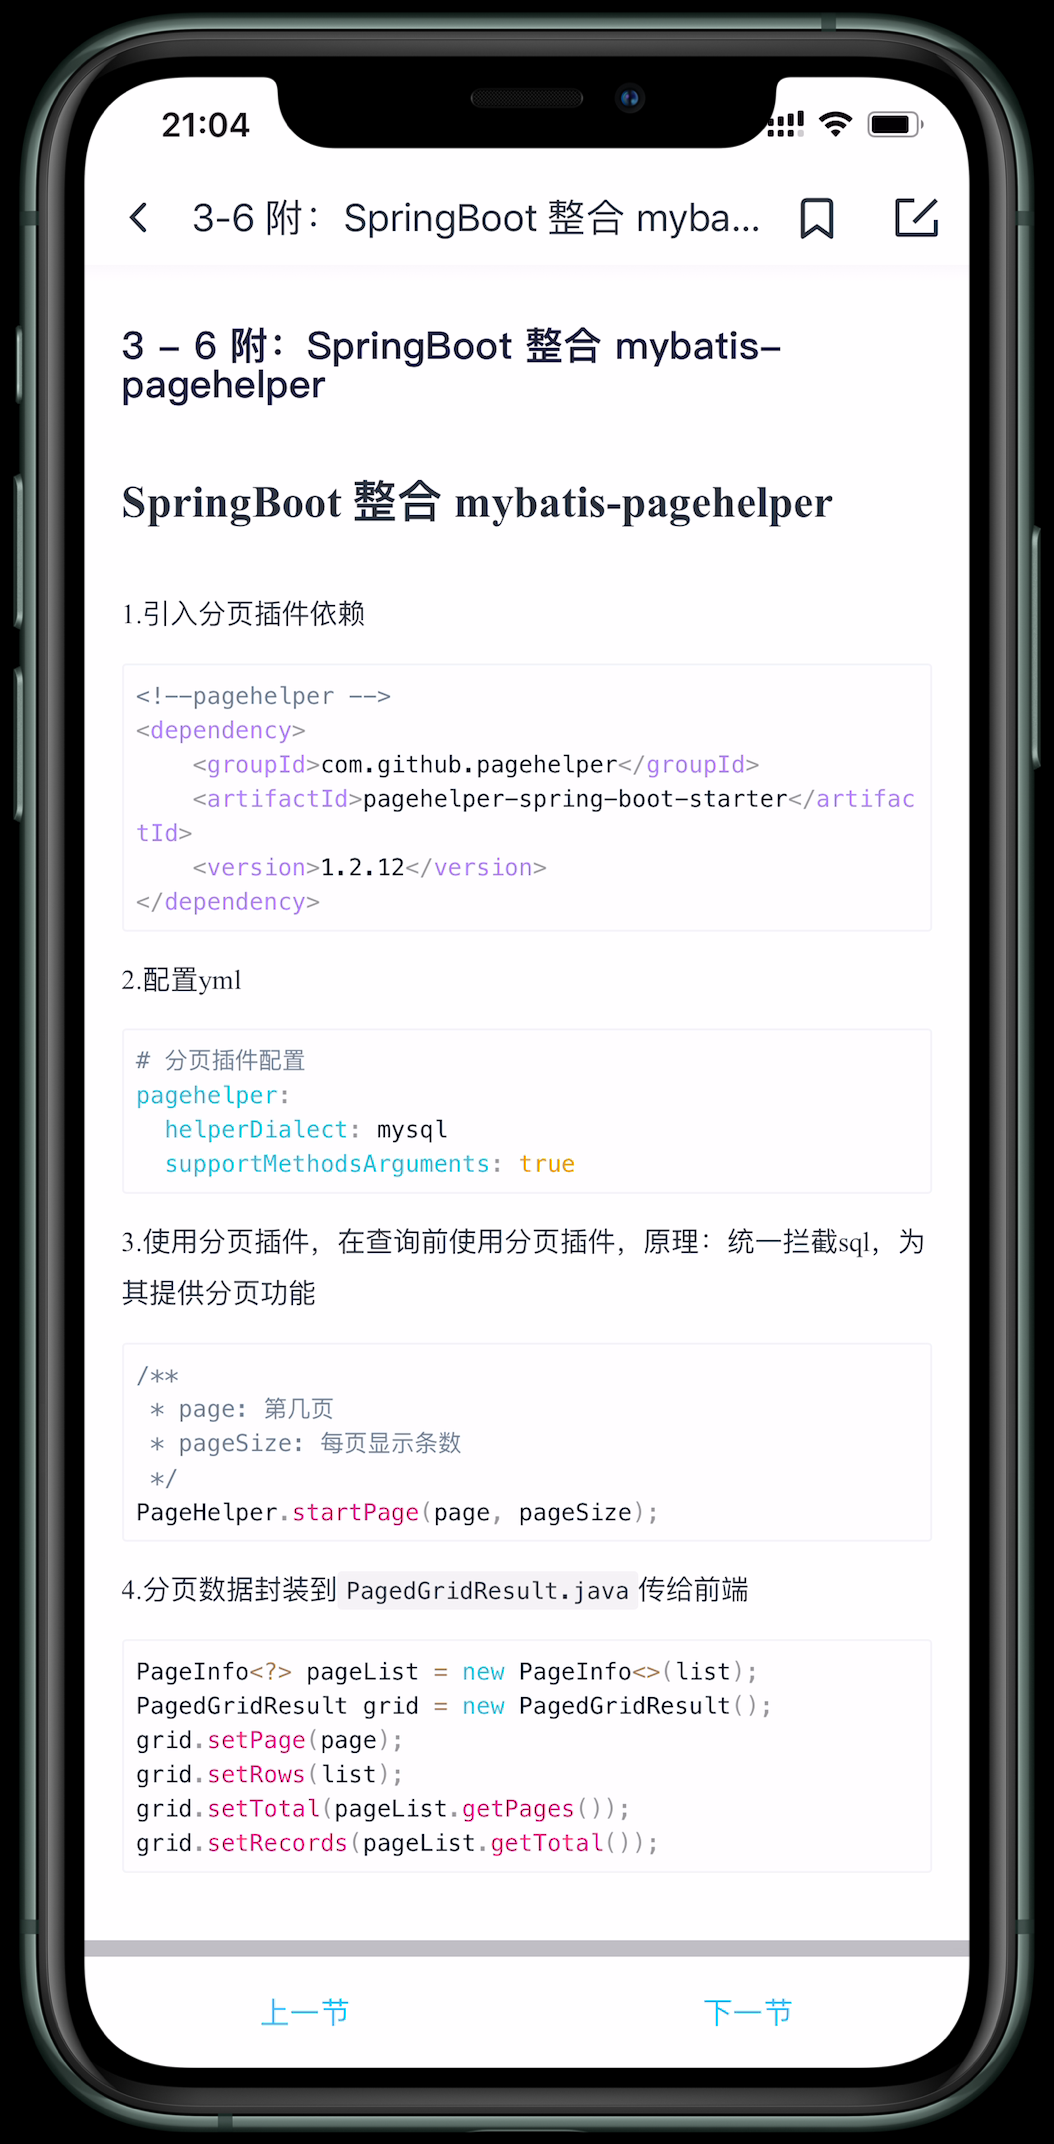 21:04
3-6 附：SpringBoot 整合 myba...
3 – 6 附：SpringBoot 整合 mybatis–
pagehelper
SpringBoot 整合 mybatis-pagehelper
1.引入分页插件依赖
<!--pagehelper -->
<dependency>
    <groupId>com.github.pagehelper</groupId>
    <artifactId>pagehelper-spring-boot-starter</artifac
tId>
    <version>1.2.12</version>
</dependency>
2.配置yml
# 分页插件配置
pagehelper:
  helperDialect: mysql
  supportMethodsArguments: true
3.使用分页插件，在查询前使用分页插件，原理：统一拦截sql，为
其提供分页功能
/**
 * page: 第几页
 * pageSize: 每页显示条数
 */
PageHelper.startPage(page, pageSize);
4.分页数据封装到 PagedGridResult.java 传给前端
PageInfo<?> pageList = new PageInfo<>(list);
PagedGridResult grid = new PagedGridResult();
grid.setPage(page);
grid.setRows(list);
grid.setTotal(pageList.getPages());
grid.setRecords(pageList.getTotal());
上一节 下一节